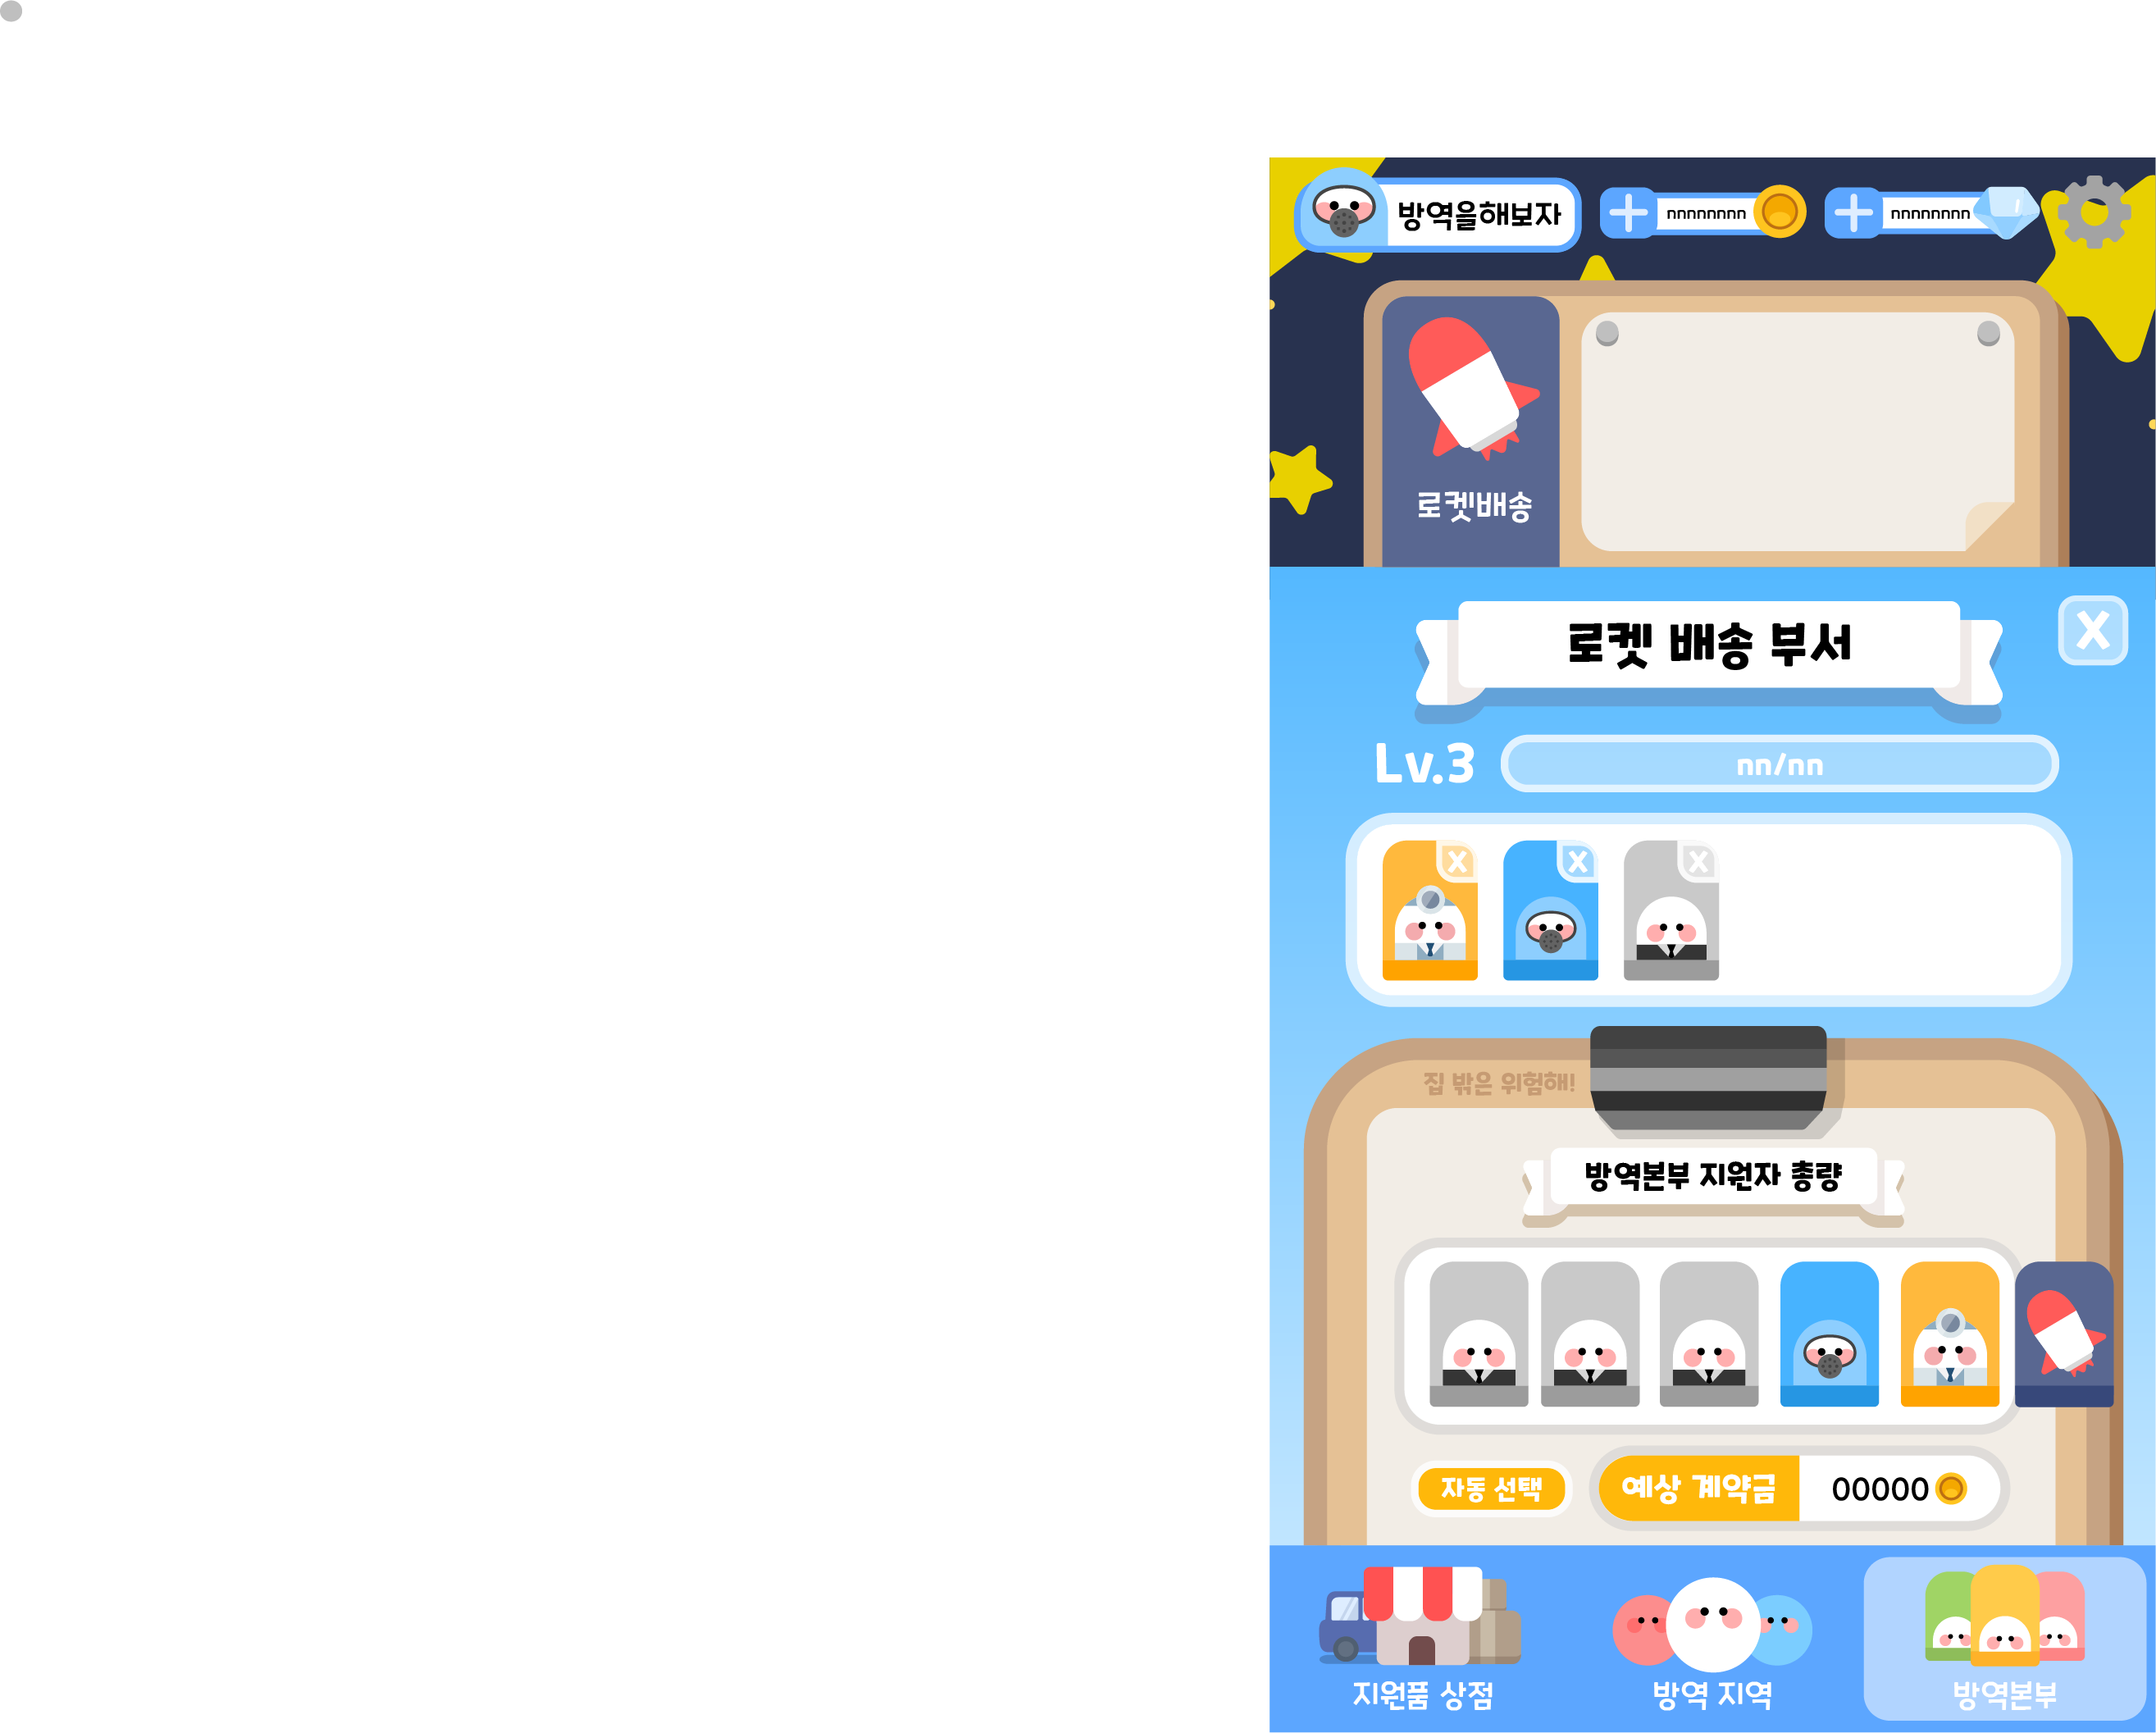 방역을해보자
nnnnnnnn
nnnnnnnn
로켓배송
로켓 배송 부서
X
Lv.3
nn/nn
X
X
X
집 밖은 위험해!
방역본부 지원자 총량
자동 선택
예상 계약금
00000
지원품 상점
방역 지역
방역본부